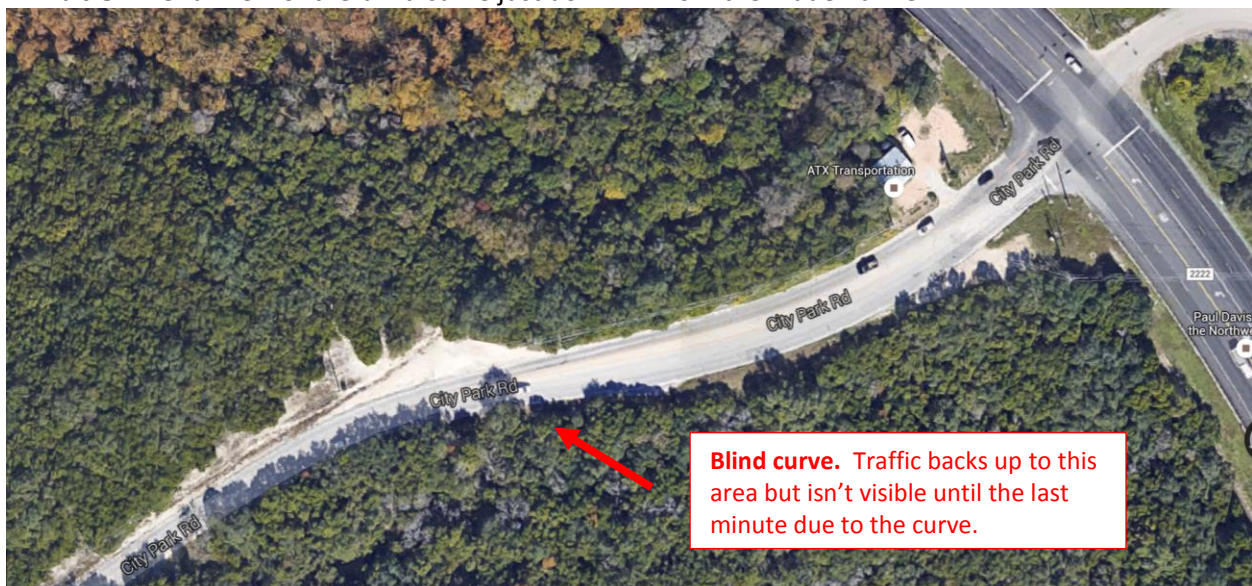 ATX Transportation
City Park Rd
2222
City Park Rd
Paul Davis
the Northwe
City Park Rd
Blind curve. Traffic backs up to this
area but isn't visible until the last
minute due to the curve.
City Park Rd